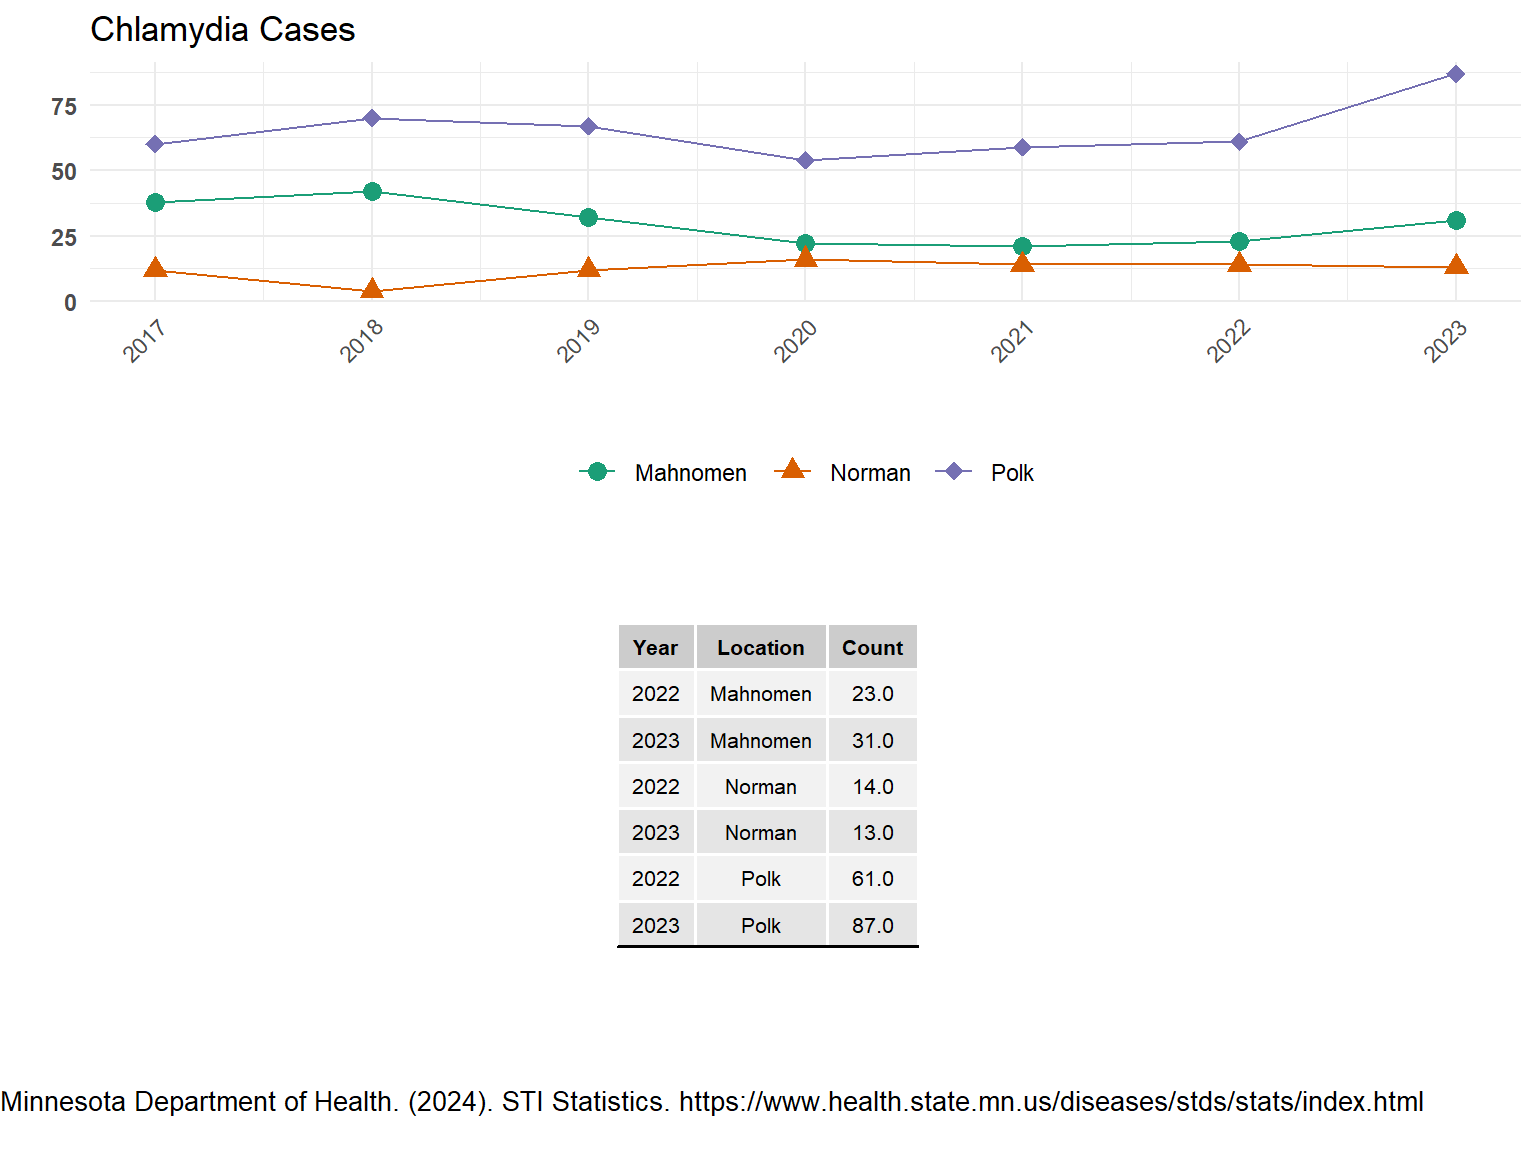 Chlamydia Cases
75
50
25
0
2017 2018 2019 2020 2021 2022 2023
Mahnomen Norman Polk
Year Location Count
2022 Mahnomen 23.0
2023 Mahnomen 31.0
2022 Norman 14.0
2023 Norman 13.0
2022 Polk 61.0
2023 Polk 87.0
Minnesota Department of Health. (2024). STI Statistics. https://www.health.state.mn.us/diseases/stds/stats/index.html